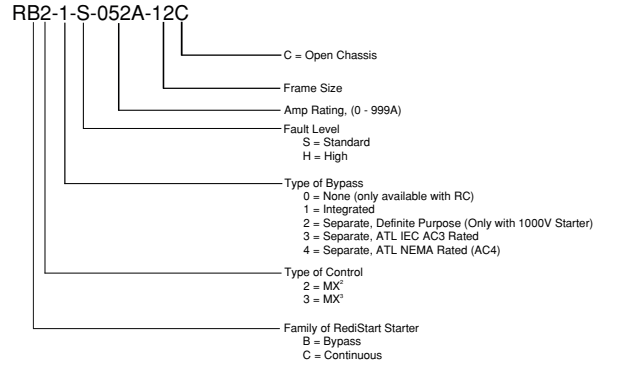 RB2-1-S-052A-12C
C = Open Chassis
Frame Size
Amp Rating, (0 - 999A)
Fault Level
S = Standard
H = High
Type of Bypass
0 = None (only available with RC)
1 = Integrated
2 = Separate, Definite Purpose (Only with 1000V Starter)
3 = Separate, ATL IEC AC3 Rated
4 = Separate, ATL NEMA Rated (AC4)
Type of Control
2 = MX²
3 = MX³
Family of RediStart Starter
B = Bypass
C = Continuous